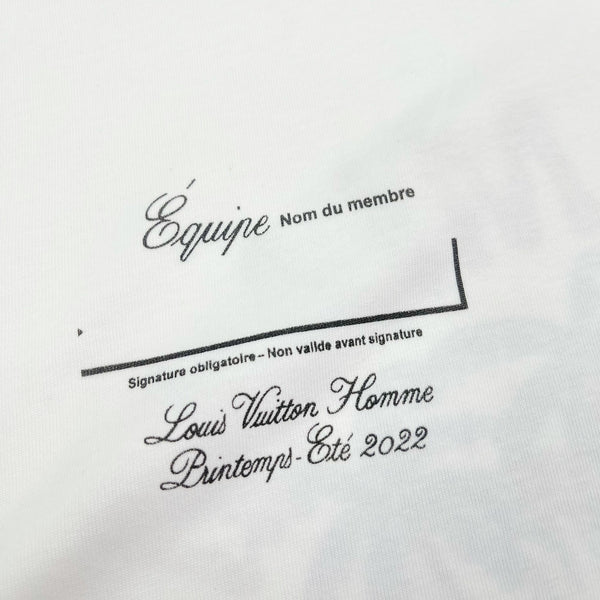 Équipe Nom du membre
Signature obligatoire - Non valide avant signature
Louis Vuitton Homme
Printemps-Été 2022